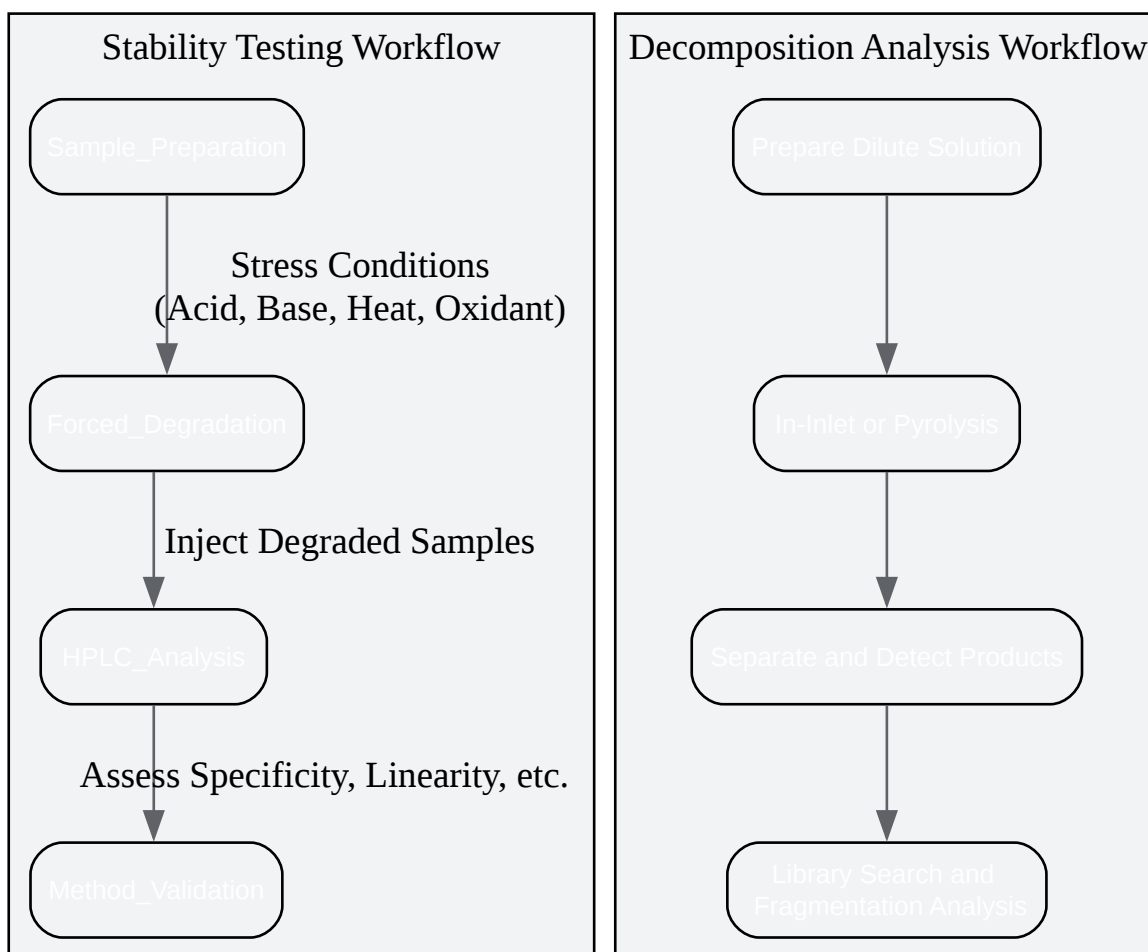 Stability Testing Workflow
Sample_Preparation
Stress Conditions
(Acid, Base, Heat, Oxidant)
Forced_Degradation
Inject Degraded Samples
HPLC_Analysis
Assess Specificity, Linearity, etc.
Method_Validation
Decomposition Analysis Workflow
Prepare Dilute Solution
In-Inlet or Pyrolysis
Separate and Detect Products
Library Search and
Fragmentation Analysis